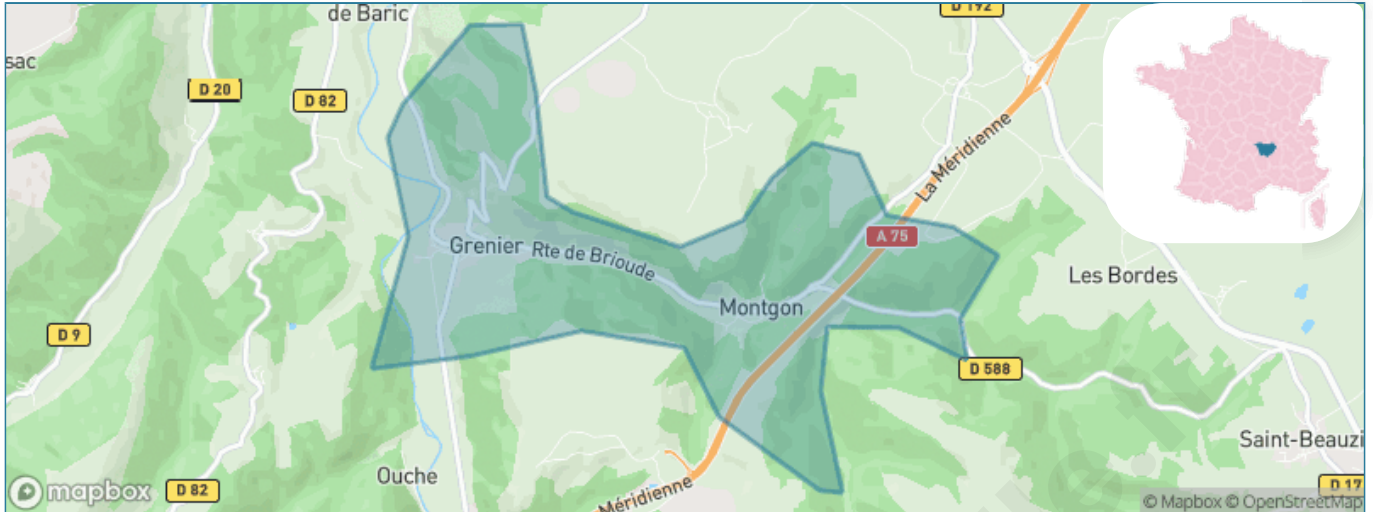 de Baric
D 192
sac
D 20
D 82
La Méridienne
A 75
Grenier
Rte de Brioude
Les Bordes
Montgon
D 9
D 588
Saint-Beauzi
Ouche
Méridienne
D 82
D 17
mapbox
© Mapbox © OpenStreetMap